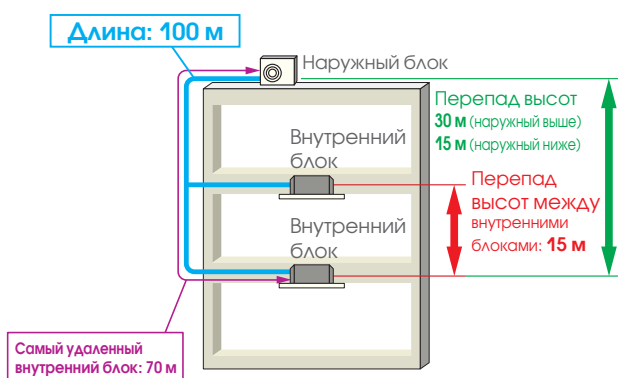 Длина: 100 м
Наружный блок
Перепад высот
30 м (наружный выше)
15 м (наружный ниже)
Внутренний
блок
Перепад
высот между
внутренними
блоками: 15 м
Внутренний
блок
Самый удаленный
внутренний блок: 70 м